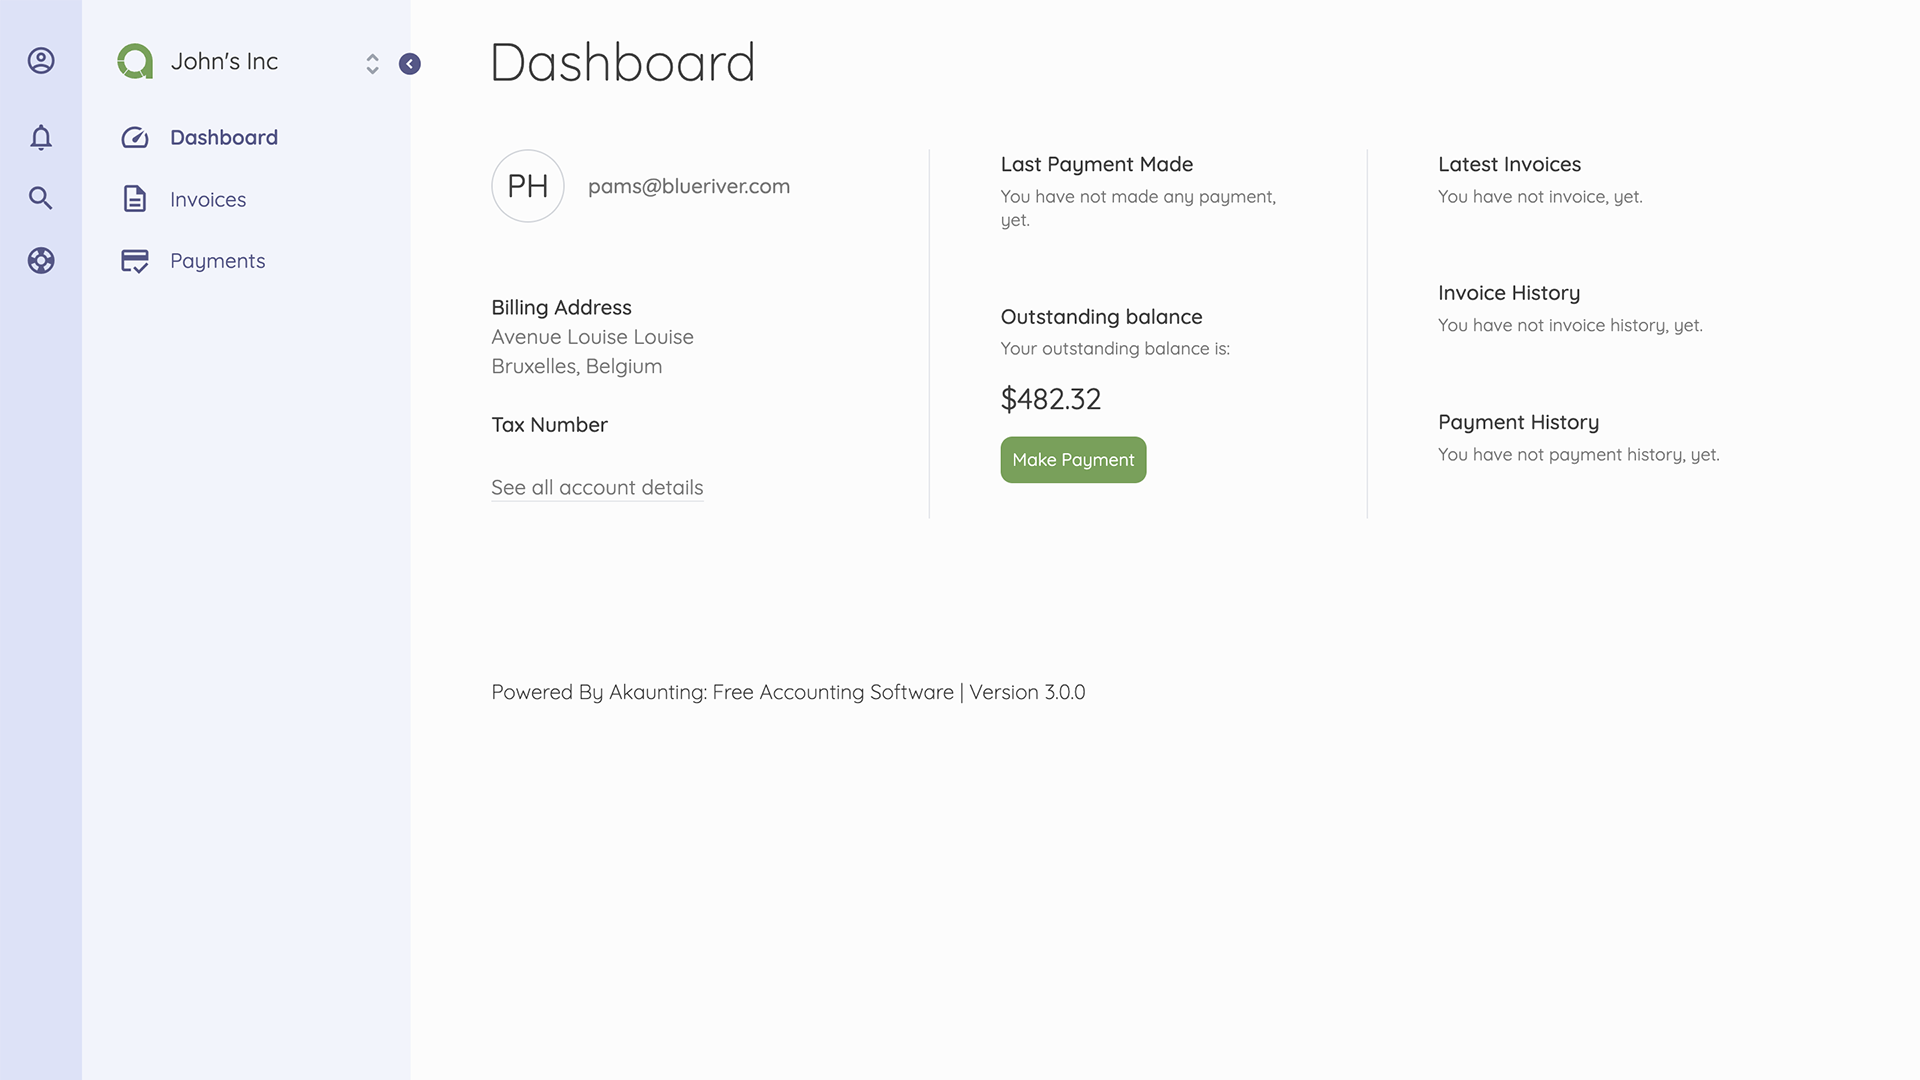 John's Inc
Dashboard
Invoices
Payments
Dashboard
PH
pams@blueriver.com
Billing Address
Avenue Louise Louise
Bruxelles, Belgium
Tax Number
See all account details
Last Payment Made
You have not made any payment,
yet.
Outstanding balance
Your outstanding balance is:
$482.32
Make Payment
Latest Invoices
You have not invoice, yet.
Invoice History
You have not invoice history, yet.
Payment History
You have not payment history, yet.
Powered By Akaunting: Free Accounting Software | Version 3.0.0